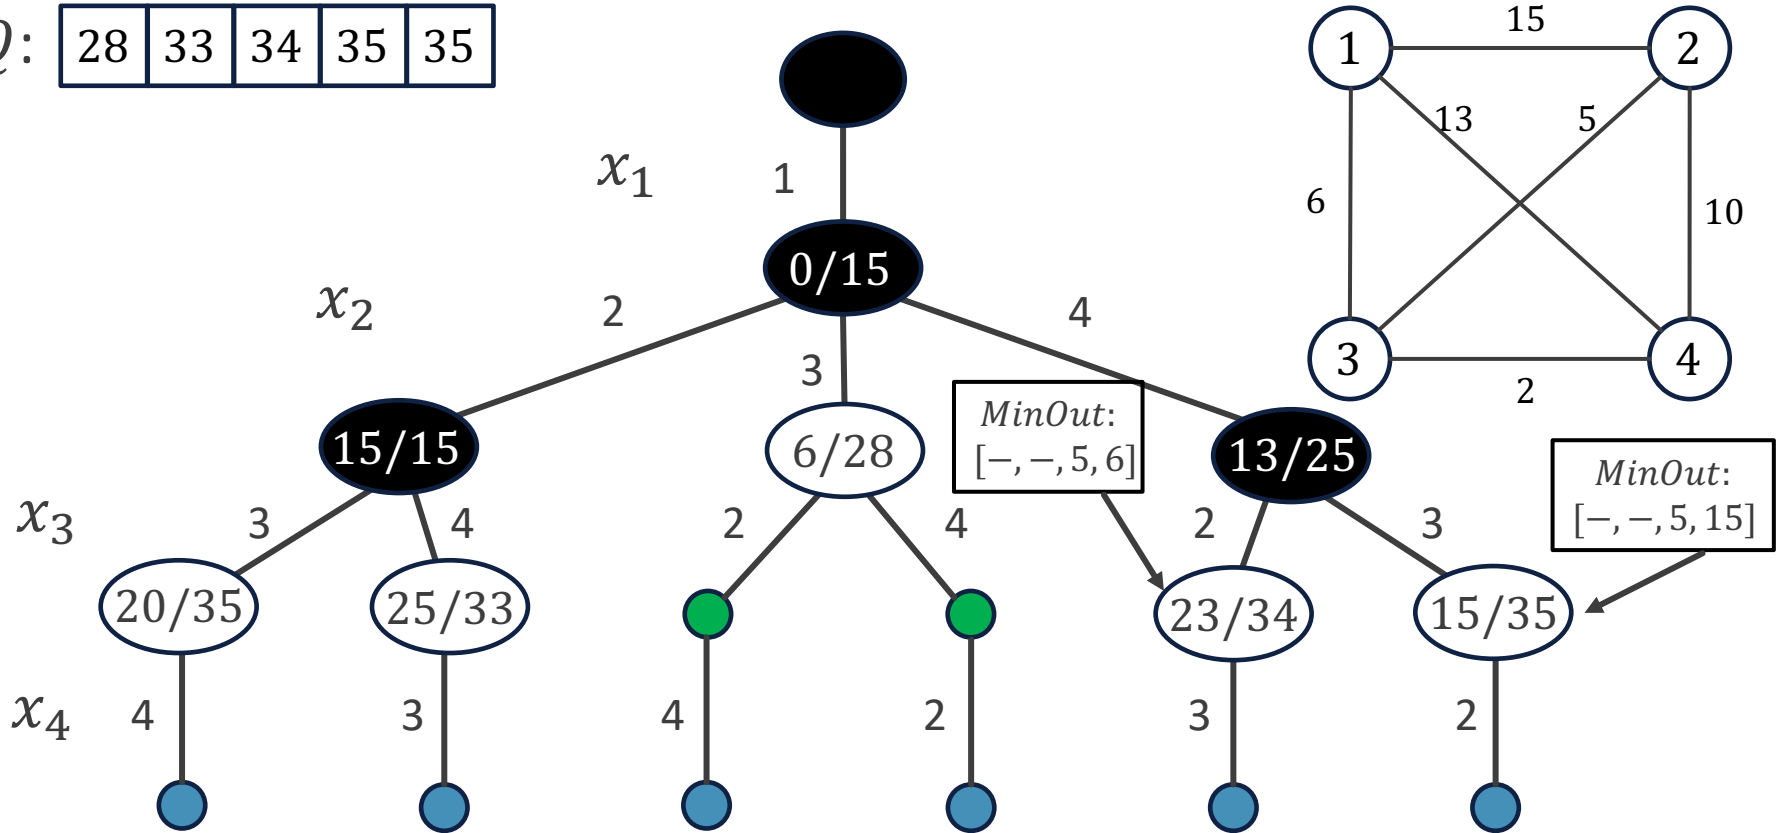 Q: 28 33 34 35 35
x₁ 1
0/15
x₂ 2 3 4
15/15 6/28 13/25
MinOut:
[−, −, 5, 6]
MinOut:
[−, −, 5, 15]
x₃ 3 4 2 4 2 3
20/35 25/33 23/34 15/35
x₄ 4 3 4 2 3 2
1 15 2
13 5
6 10
3 2 4